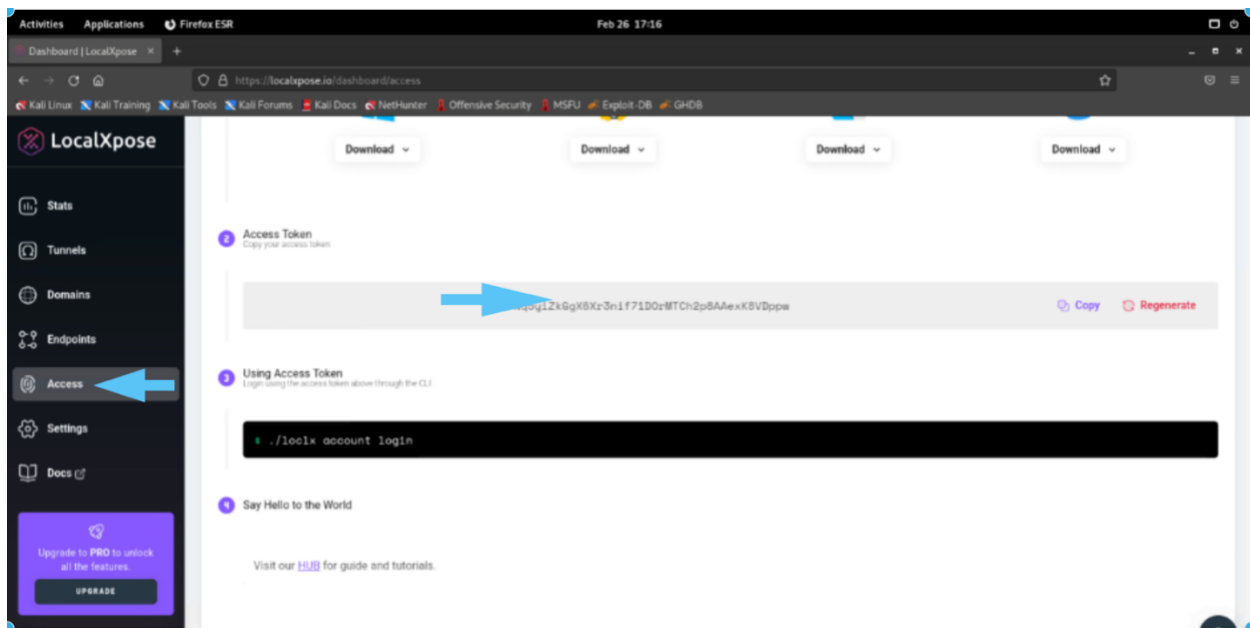 Activities Applications Firefox ESR Feb 26 17:16
Dashboard | LocalXpose × +
https://localxpose.io/dashboard/access
Kali Linux Kali Training Kali Tools Kali Forums Kali Docs NetHunter Offensive Security MSFU Exploit-DB GHDB
LocalXpose
Download Download Download Download
Stats
Tunnels
Domains
Endpoints
Access
Settings
Docs
2 Access Token
Copy your access token
Copy Regenerate
3 Using Access Token
Login using the access token above through the CLI
$ ./loclx account login
4 Say Hello to the World
Visit our HUB for guide and tutorials.
Upgrade to PRO to unlock
all the features.
UPGRADE